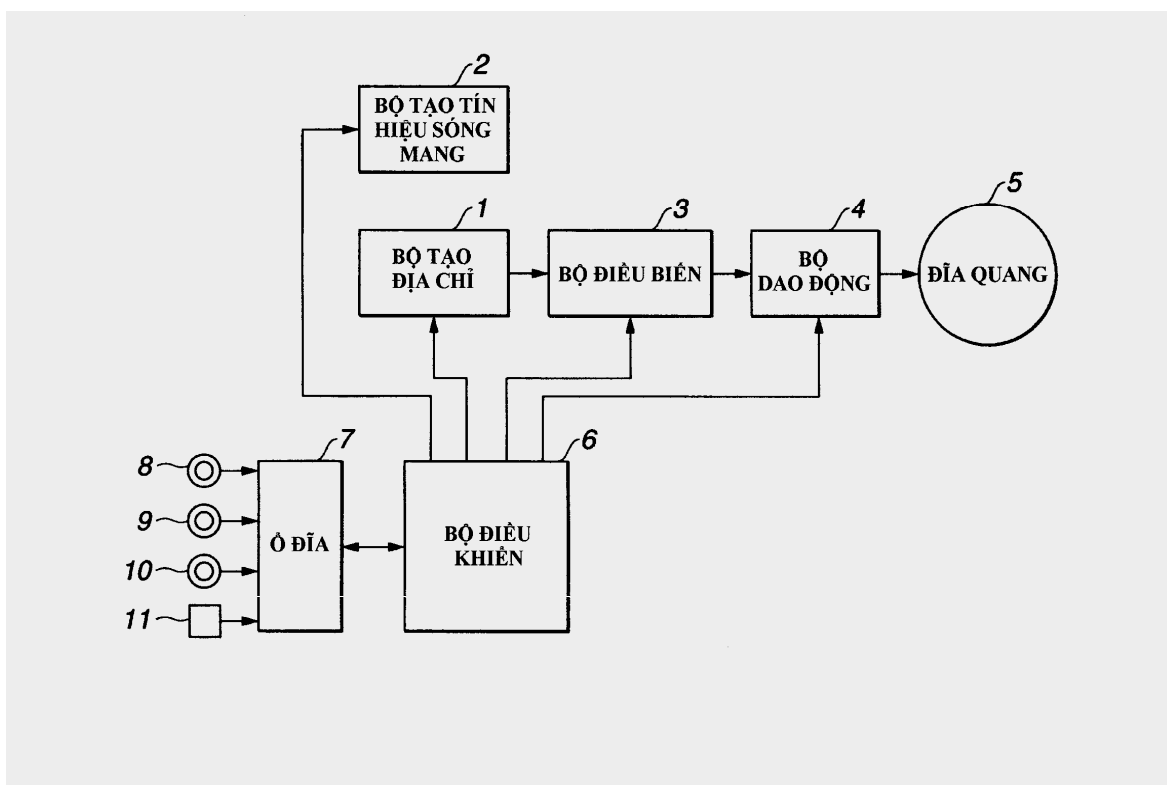 2
BỘ TẠO TÍN
HIỆU SÓNG
MANG
1
BỘ TẠO
ĐỊA CHỈ
3
BỘ ĐIỀU BIẾN
4
BỘ
DAO ĐỘNG
5
ĐĨA QUANG
6
BỘ ĐIỀU
KHIỂN
7
Ổ ĐĨA
8
9
10
11